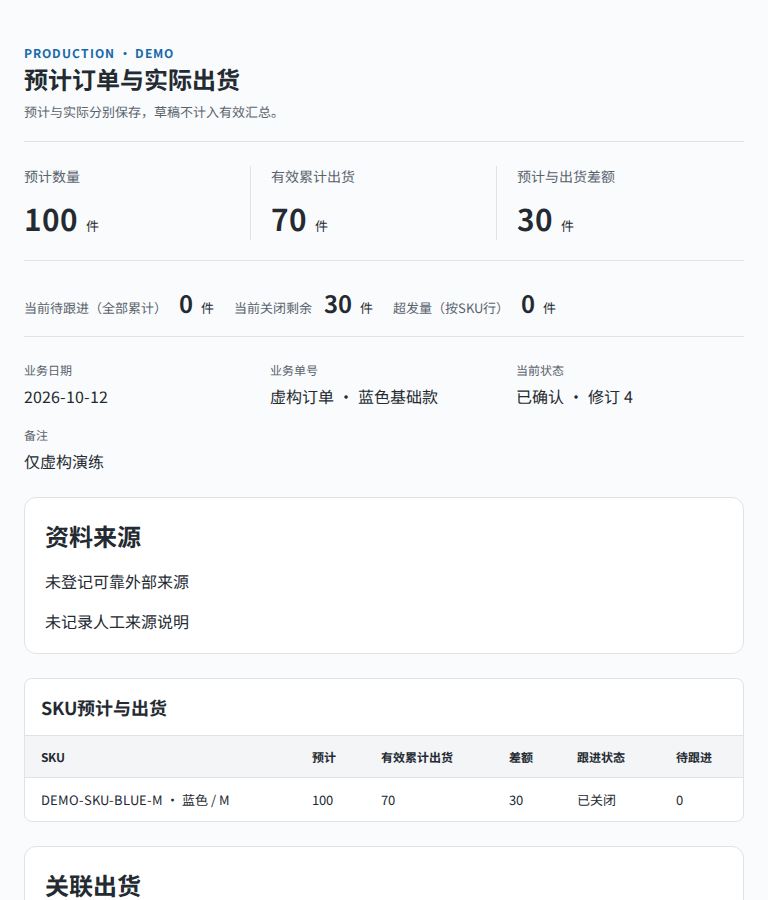 PRODUCTION · DEMO
预计订单与实际出货
预计与实际分别保存，草稿不计入有效汇总。
预计数量 有效累计出货 预计与出货差额
100 件 70 件 30 件
当前待跟进（全部累计） 0 件 当前关闭剩余 30 件 超发量（按SKU行） 0 件
业务日期 业务单号 当前状态
2026-10-12 虚构订单 · 蓝色基础款 已确认 · 修订 4
备注
仅虚构演练
资料来源
未登记可靠外部来源
未记录人工来源说明
SKU预计与出货
SKU 预计 有效累计出货 差额 跟进状态 待跟进
DEMO-SKU-BLUE-M · 蓝色 / M 100 70 30 已关闭 0
关联出货